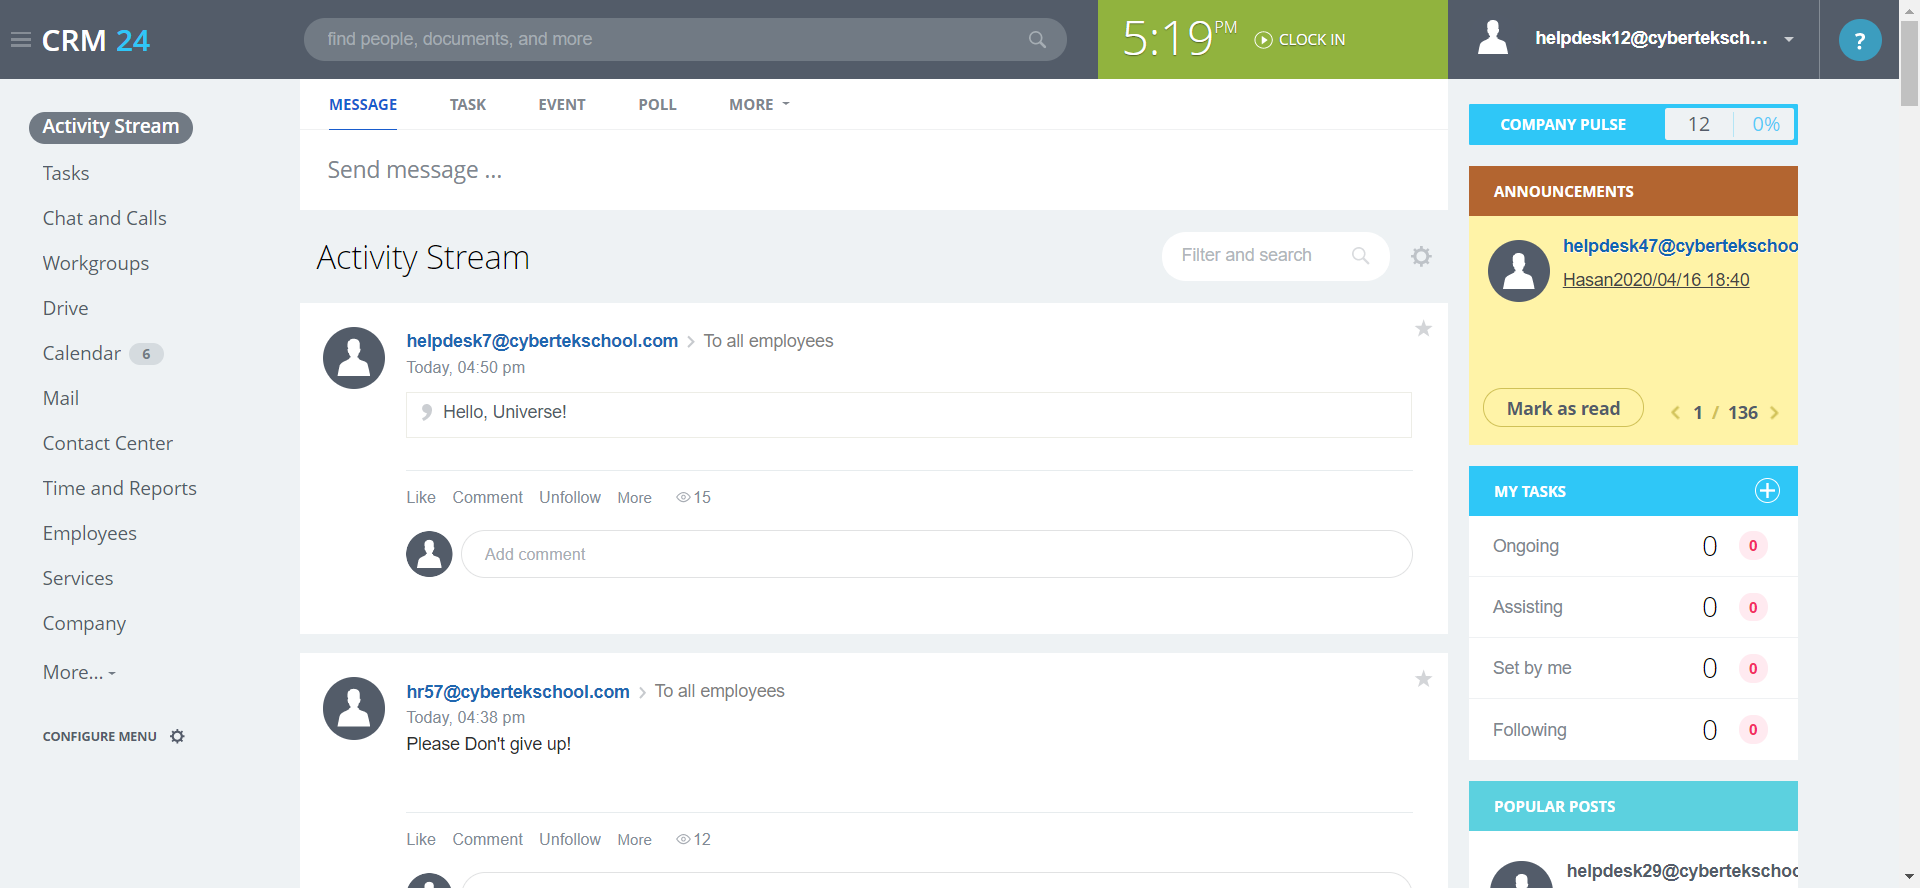 CRM 24
find people, documents, and more
5:19 PM
CLOCK IN
helpdesk12@cyberteksch...
?
Activity Stream
Tasks
Chat and Calls
Workgroups
Drive
Calendar 6
Mail
Contact Center
Time and Reports
Employees
Services
Company
More...
CONFIGURE MENU
MESSAGE TASK EVENT POLL MORE
Send message ...
Activity Stream
Filter and search
helpdesk7@cybertekschool.com To all employees
Today, 04:50 pm
Hello, Universe!
Like Comment Unfollow More 15
Add comment
hr57@cybertekschool.com To all employees
Today, 04:38 pm
Please Don't give up!
Like Comment Unfollow More 12
COMPANY PULSE 12 0%
ANNOUNCEMENTS
helpdesk47@cybertekschoo
Hasan2020/04/16 18:40
Mark as read 1 / 136
MY TASKS
Ongoing 0 0
Assisting 0 0
Set by me 0 0
Following 0 0
POPULAR POSTS
helpdesk29@cybertekschoo